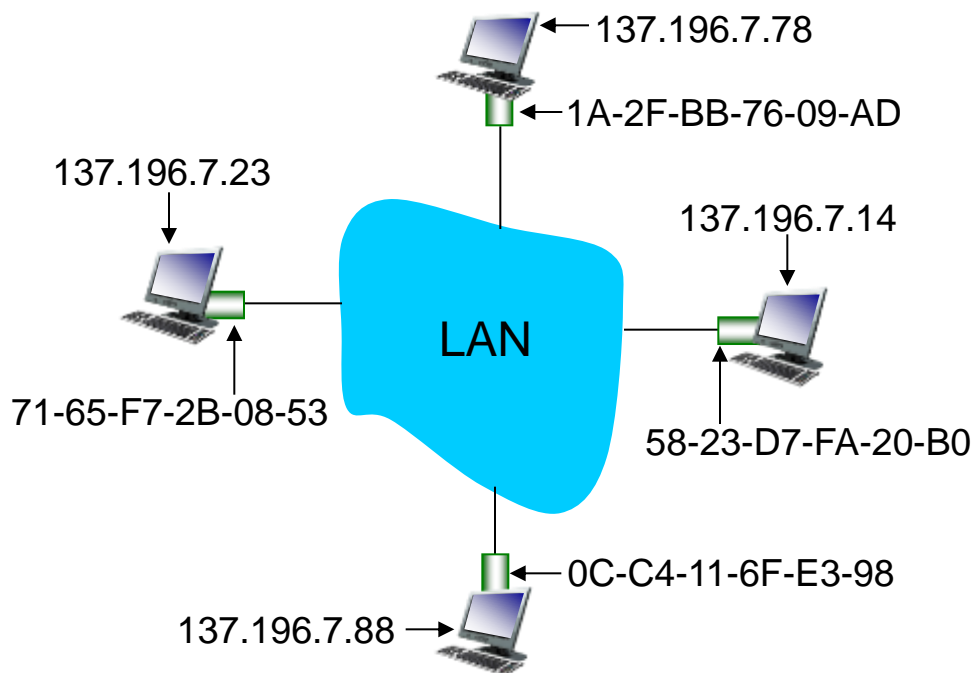 137.196.7.78
1A-2F-BB-76-09-AD
137.196.7.23
137.196.7.14
LAN
71-65-F7-2B-08-53
58-23-D7-FA-20-B0
0C-C4-11-6F-E3-98
137.196.7.88